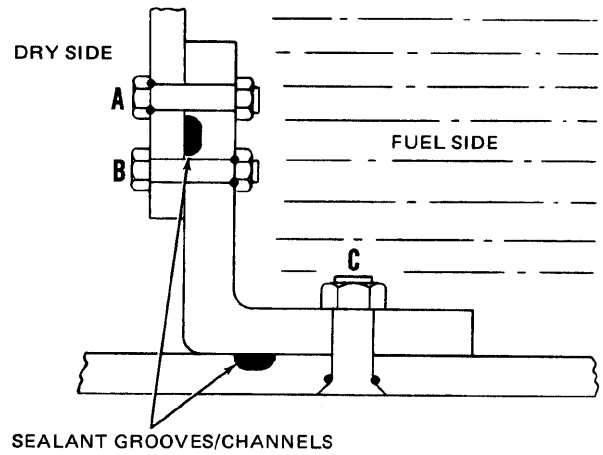 DRY SIDE
A
FUEL SIDE
B
C
SEALANT GROOVES/CHANNELS